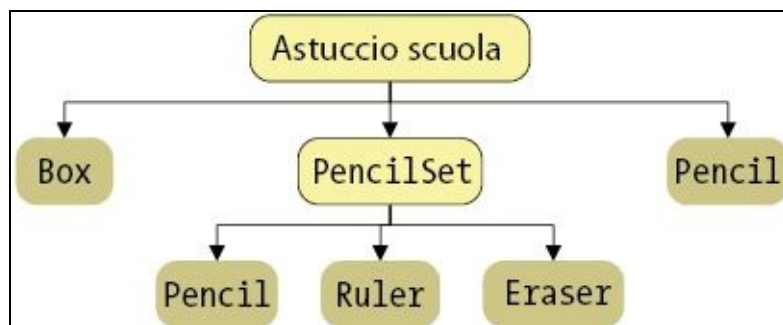 Astuccio scuola
Box PencilSet Pencil
Pencil Ruler Eraser